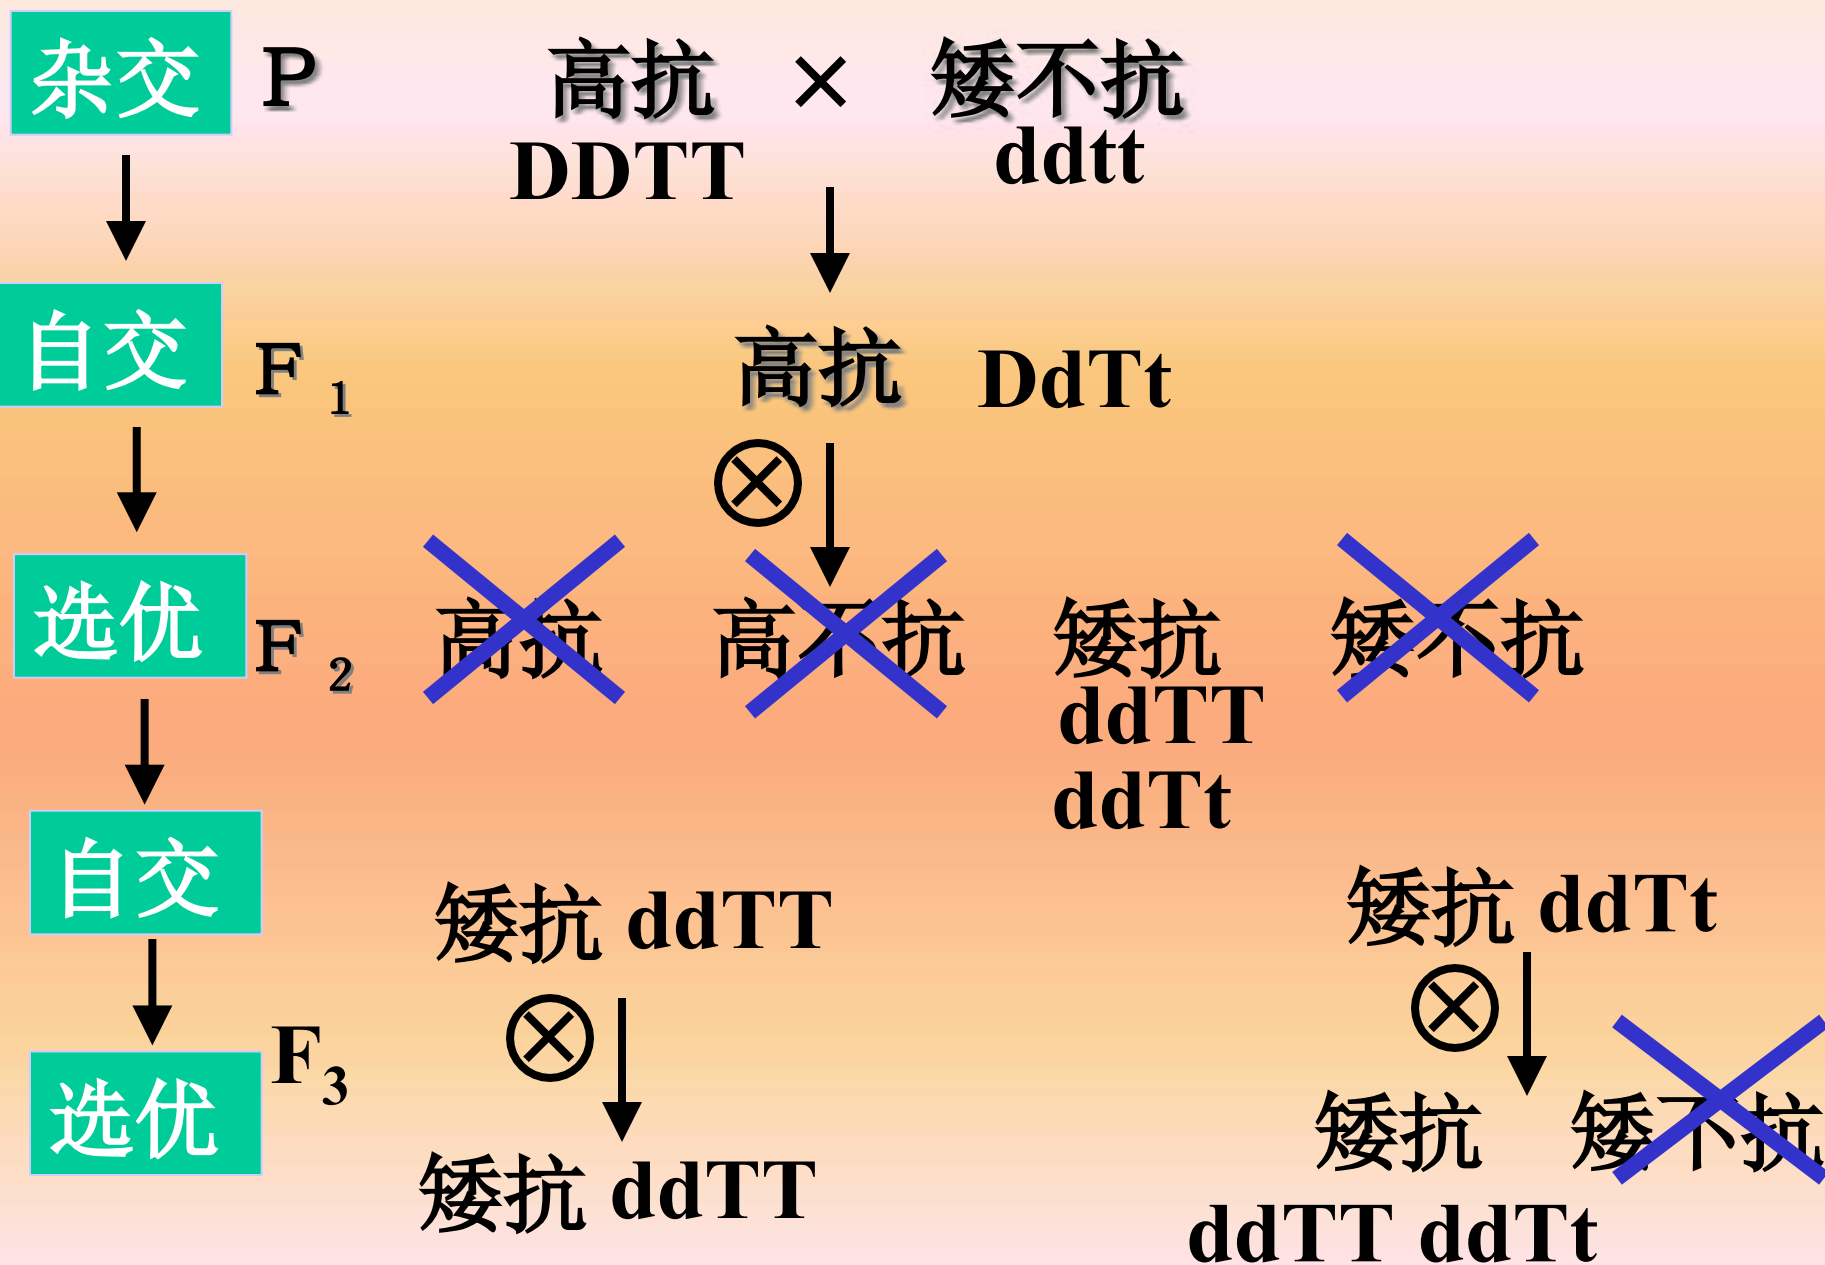 杂交 P 高抗 × 矮不抗
DDTT ddtt
自交 F1 高抗 DdTt
选优 F2 高抗 高不抗 矮抗 矮不抗
ddTT
ddTt
自交 矮抗 ddTT 矮抗 ddTt
选优 F3
矮抗 ddTT 矮抗 矮不抗
ddTT ddTt